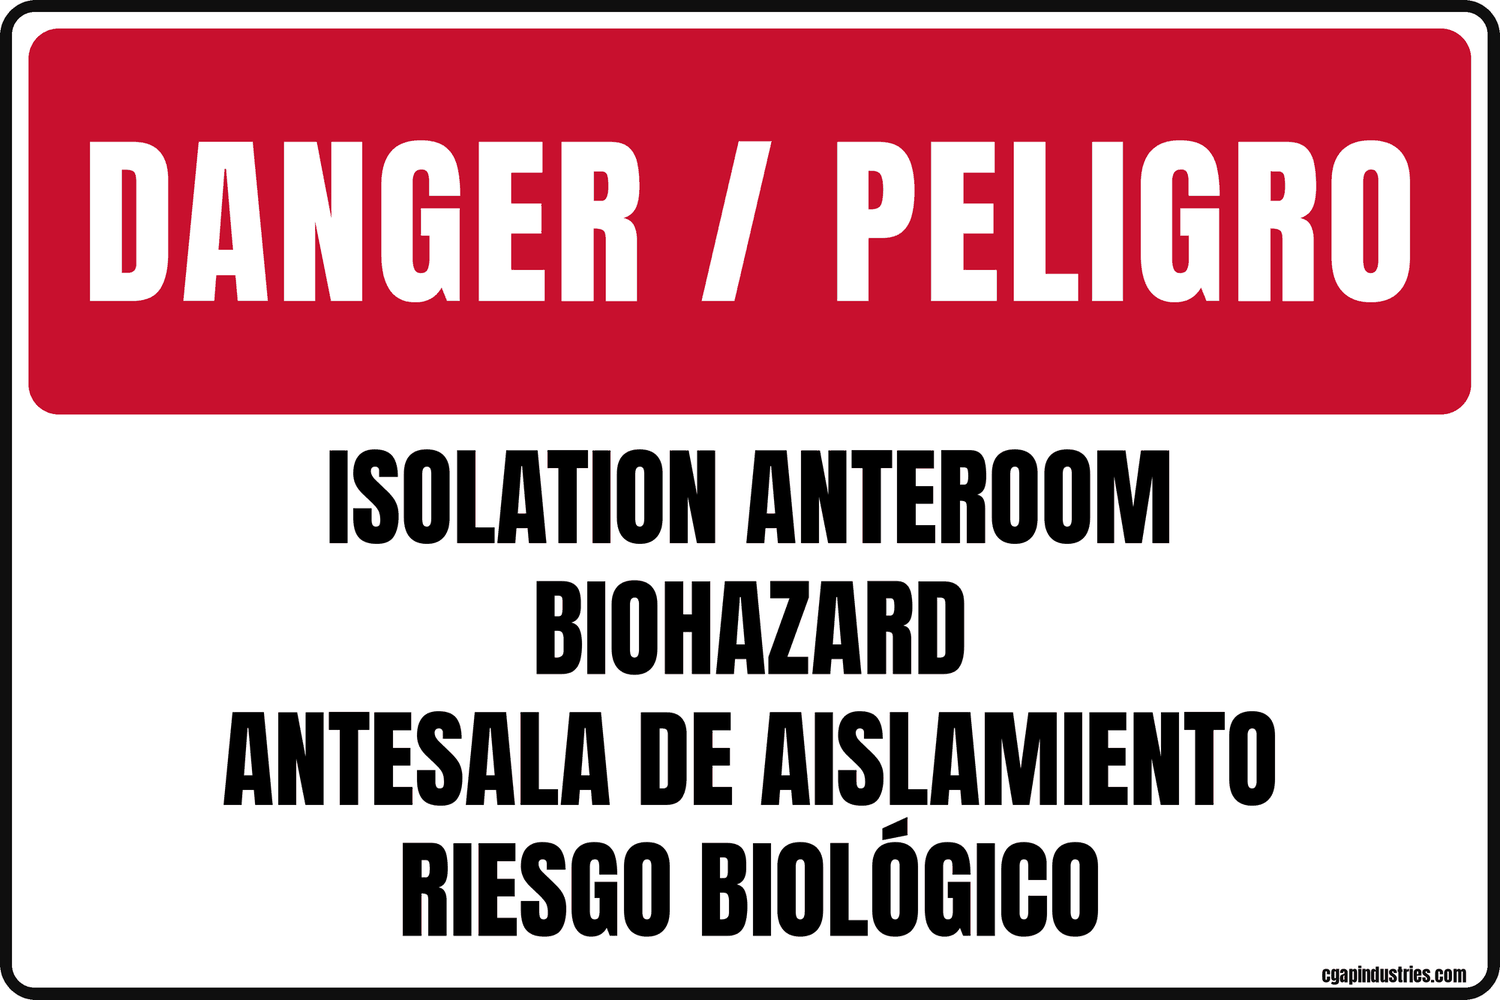 DANGER / PELIGRO
ISOLATION ANTEROOM
BIOHAZARD
ANTESALA DE AISLAMIENTO
RIESGO BIOLÓGICO
cgapindustries.com